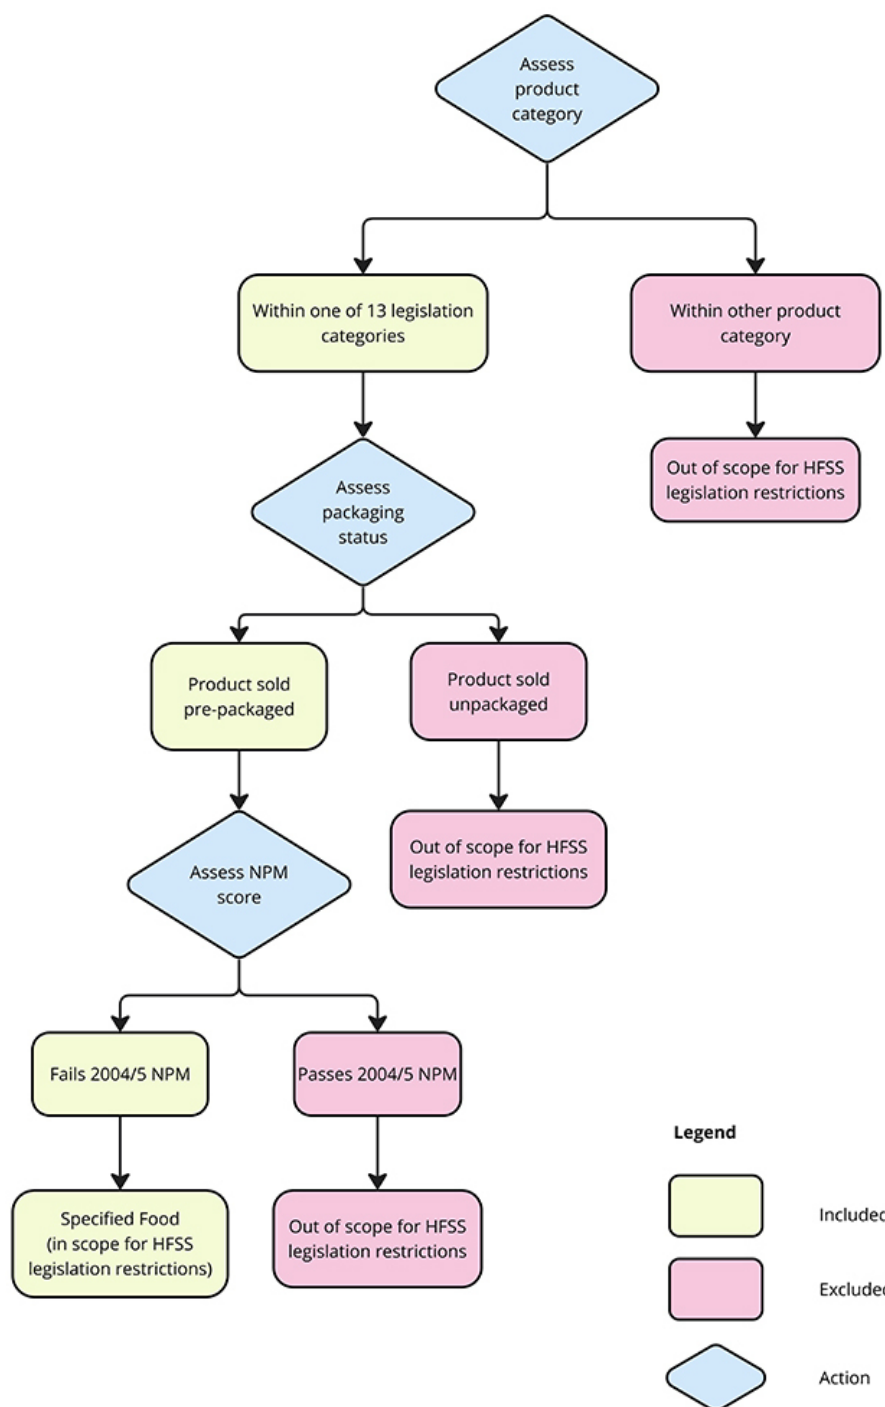 Assess
product
category
Within one of 13 legislation
categories
Within other product
category
Out of scope for HFSS
legislation restrictions
Assess
packaging
status
Product sold
pre-packaged
Product sold
unpackaged
Out of scope for HFSS
legislation restrictions
Assess NPM
score
Fails 2004/5 NPM
Passes 2004/5 NPM
Specified Food
(in scope for HFSS
legislation restrictions)
Out of scope for HFSS
legislation restrictions
Legend
Included
Excluded
Action